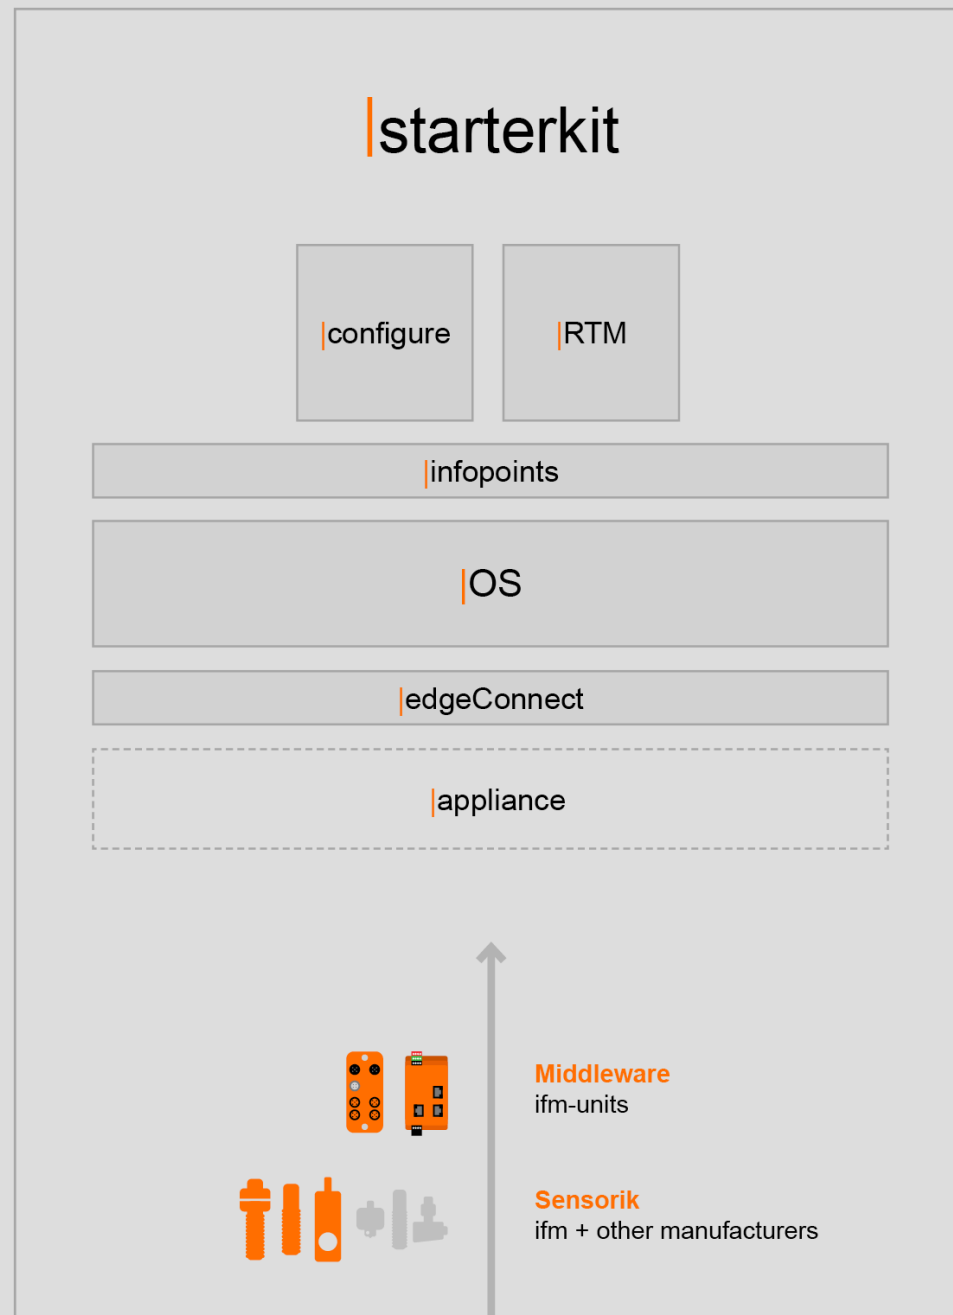 |starterkit
|configure
|RTM
|infopoints
|OS
|edgeConnect
|appliance
Middleware
ifm-units
Sensorik
ifm + other manufacturers